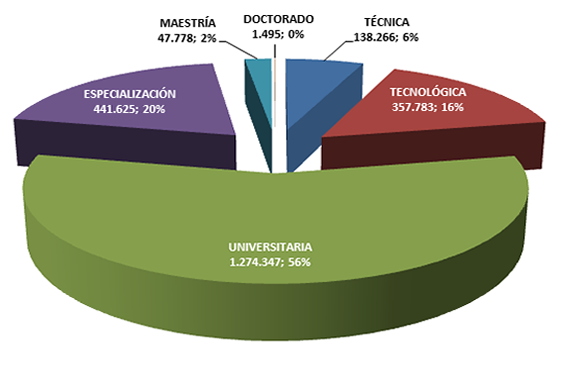 MAESTRÍA
47.778; 2%
DOCTORADO
1.495; 0%
TÉCNICA
138.266; 6%
ESPECIALIZACIÓN
441.625; 20%
TECNOLÓGICA
357.783; 16%
UNIVERSITARIA
1.274.347; 56%